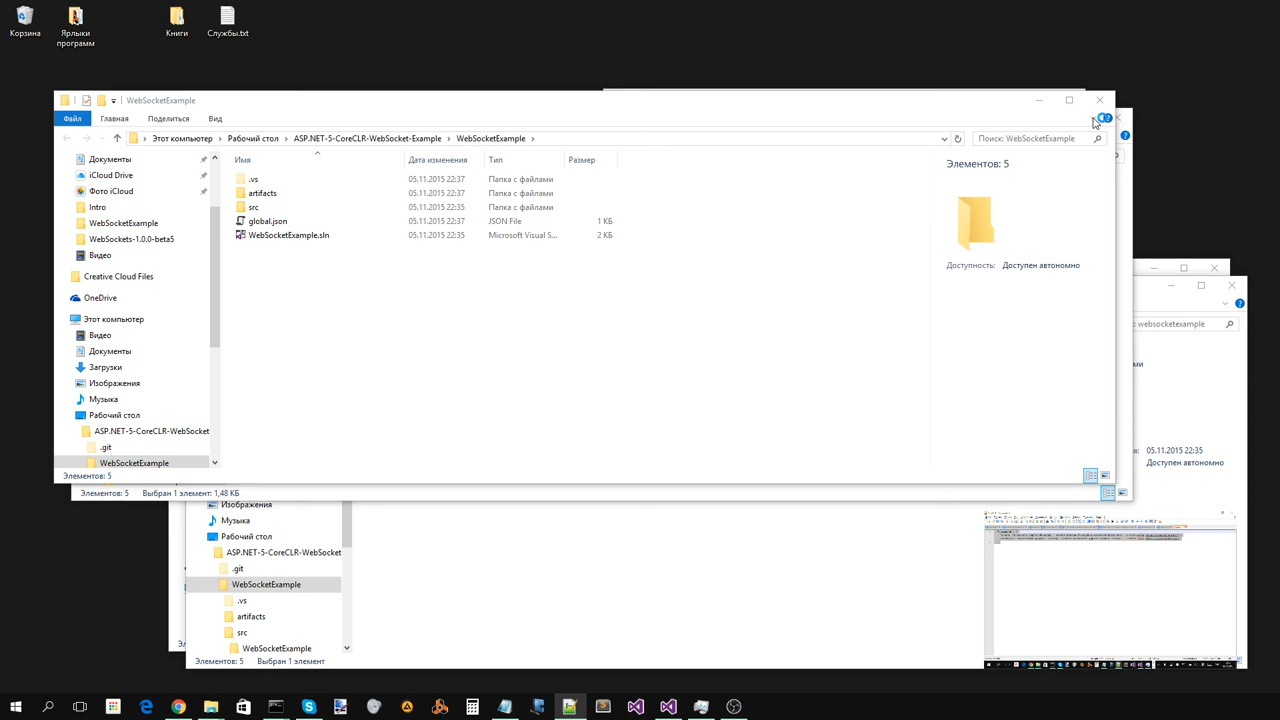 Корзина
Ярлыки программ
Книги
Службы.txt
WebSocketExample
Файл
Главная
Поделиться
Вид
Этот компьютер
Рабочий стол
ASP.NET-5-CoreCLR-WebSocket-Example
WebSocketExample
Поиск: WebSocketExample
Имя
Дата изменения
Тип
Размер
Документы
iCloud Drive
Фото iCloud
Intro
WebSocketExample
WebSockets-1.0.0-beta5
Видео
Creative Cloud Files
OneDrive
Этот компьютер
Видео
Документы
Загрузки
Изображения
Музыка
Рабочий стол
ASP.NET-5-CoreCLR-WebSocket
.git
WebSocketExample
.vs 05.11.2015 22:37 Папка с файлами
artifacts 05.11.2015 22:37 Папка с файлами
src 05.11.2015 22:35 Папка с файлами
global.json 05.11.2015 22:37 JSON File 1 КБ
WebSocketExample.sln 05.11.2015 22:35 Microsoft Visual S... 2 КБ
Элементов: 5
Доступность: Доступен автономно
Элементов: 5
Элементов: 5 Выбран 1 элемент: 1,48 КБ
websocketexample
05.11.2015 22:35
Доступен автономно
Изображения
Музыка
Рабочий стол
ASP.NET-5-CoreCLR-WebSocket
.git
WebSocketExample
.vs
artifacts
src
WebSocketExample
Элементов: 5 Выбран 1 элемент